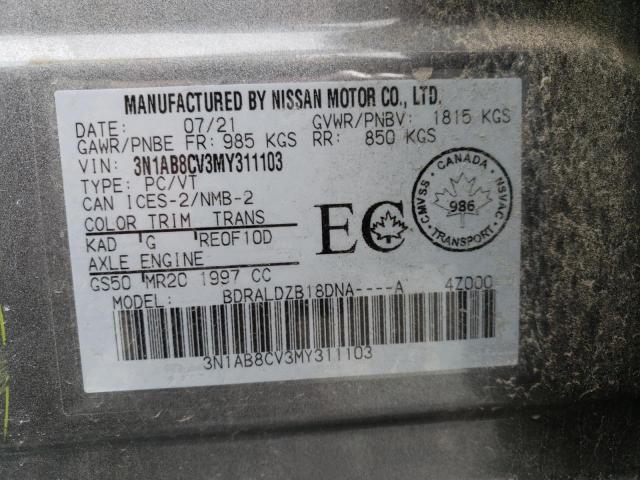 MANUFACTURED BY NISSAN MOTOR CO., LTD.
DATE: 07/21 GVWR/PNBV: 1815 KGS
GAWR/PNBE FR: 985 KGS RR: 850 KGS
VIN: 3N1AB8CV3MY311103
TYPE: PC/VT
CAN ICES-2/NMB-2
COLOR TRIM TRANS
KAD G RE0F10D
AXLE ENGINE
GS50 MR20 1997 CC
MODEL: BDRALDZB18DNA----A 4Z000
3N1AB8CV3MY311103
EC
CMVSS CANADA NSVAC
986
TRANSPORT